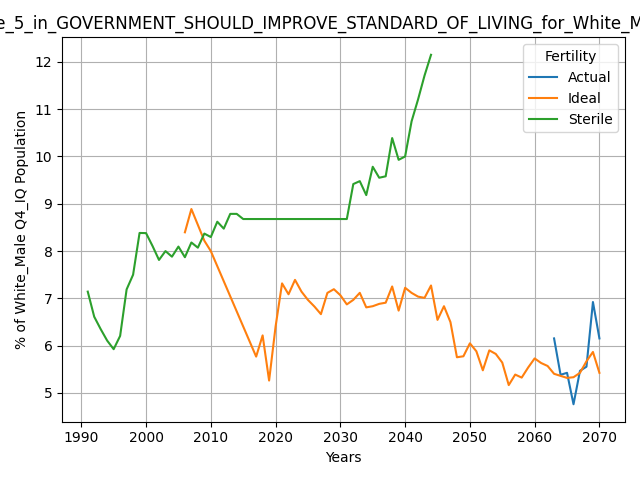 e_5_in_GOVERNMENT_SHOULD_IMPROVE_STANDARD_OF_LIVING_for_White_M
Fertility
Actual
Ideal
Sterile
% of White_Male Q4_IQ Population
12
11
10
9
8
7
6
5
1990 2000 2010 2020 2030 2040 2050 2060 2070
Years